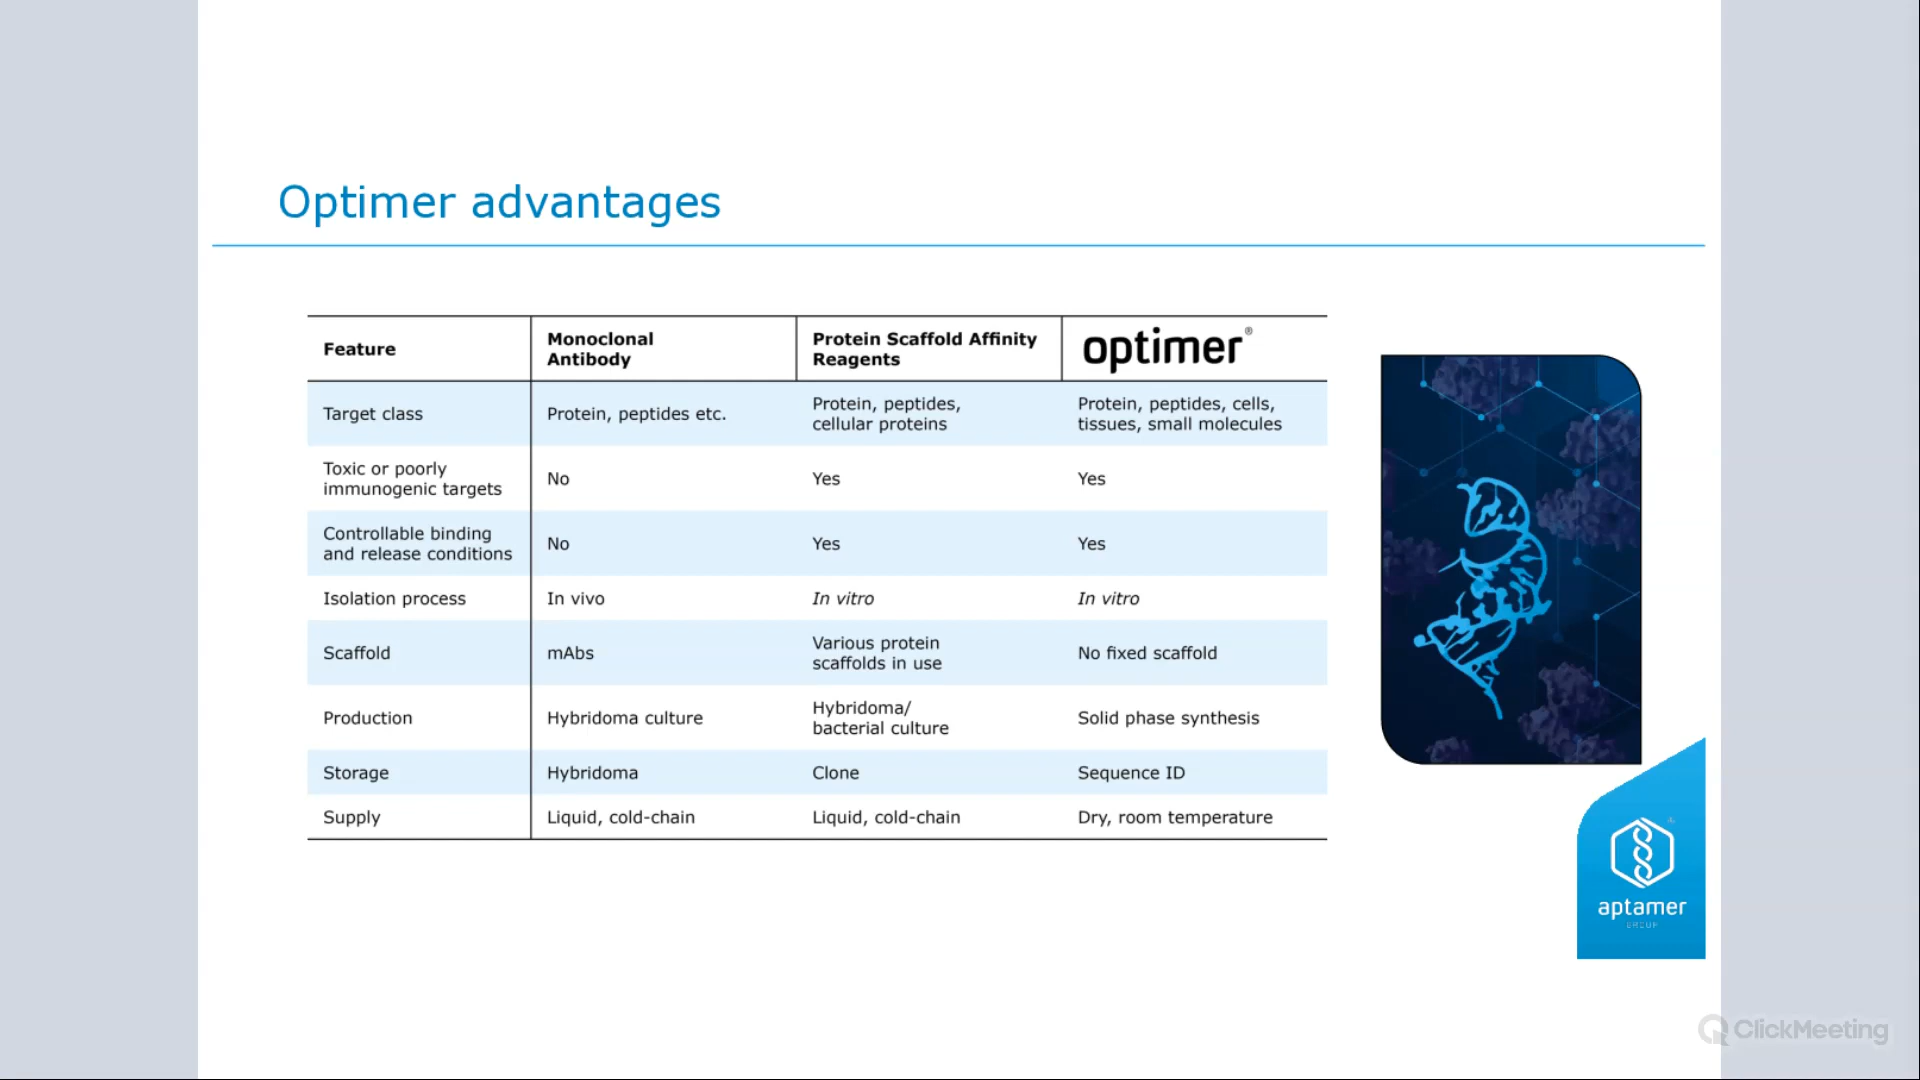 Optimer advantages
Feature
Monoclonal
Antibody
Protein Scaffold Affinity
Reagents
optimer®
Target class
Protein, peptides etc.
Protein, peptides,
cellular proteins
Protein, peptides, cells,
tissues, small molecules
Toxic or poorly
immunogenic targets
No
Yes
Yes
Controllable binding
and release conditions
No
Yes
Yes
Isolation process
In vivo
In vitro
In vitro
Scaffold
mAbs
Various protein
scaffolds in use
No fixed scaffold
Production
Hybridoma culture
Hybridoma/
bacterial culture
Solid phase synthesis
Storage
Hybridoma
Clone
Sequence ID
Supply
Liquid, cold-chain
Liquid, cold-chain
Dry, room temperature
aptamer
GROUP
ClickMeeting